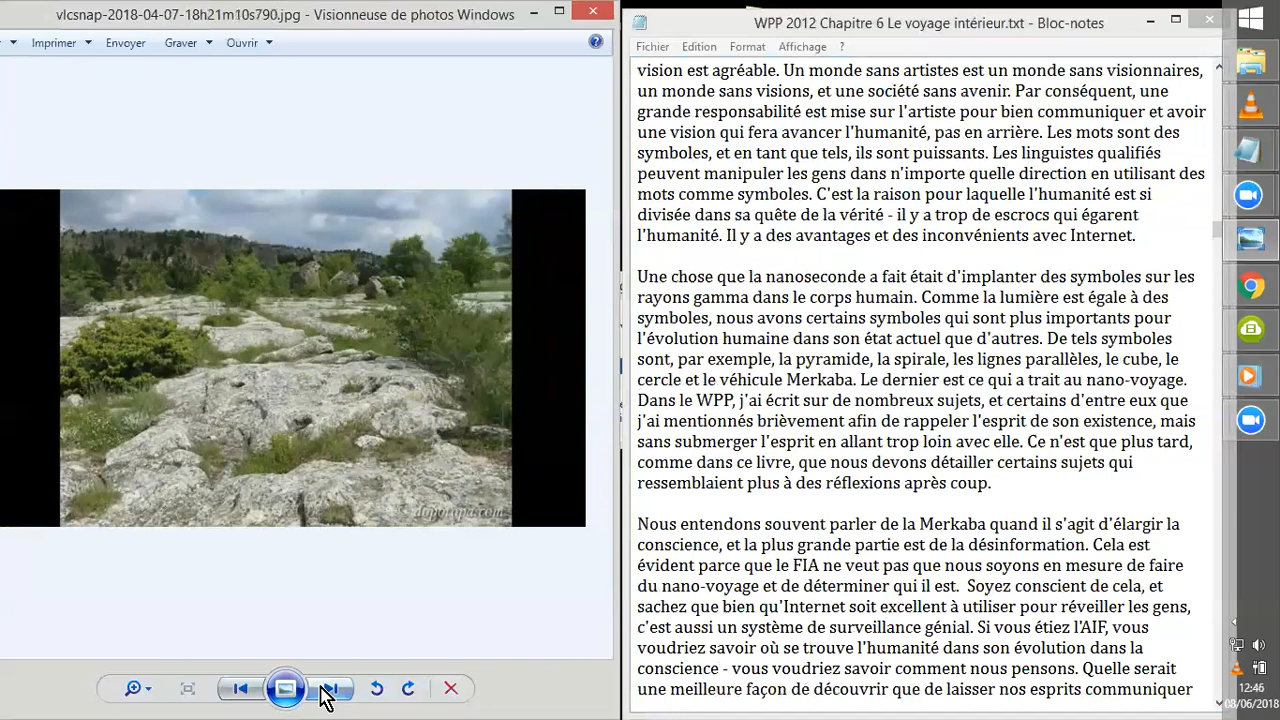 vlcsnap-2018-04-07-18h21m10s790.jpg - Visionneuse de photos Windows
Imprimer
Envoyer
Graver
Ouvrir
WPP 2012 Chapitre 6 Le voyage intérieur.txt - Bloc-notes
Fichier Edition Format Affichage ?
vision est agréable. Un monde sans artistes est un monde sans visionnaires,
un monde sans visions, et une société sans avenir. Par conséquent, une
grande responsabilité est mise sur l'artiste pour bien communiquer et avoir
une vision qui fera avancer l'humanité, pas en arrière. Les mots sont des
symboles, et en tant que tels, ils sont puissants. Les linguistes qualifiés
peuvent manipuler les gens dans n'importe quelle direction en utilisant des
mots comme symboles. C'est la raison pour laquelle l'humanité est si
divisée dans sa quête de la vérité - il y a trop de escrocs qui égarent
l'humanité. Il y a des avantages et des inconvénients avec Internet.
Une chose que la nanoseconde a fait était d'implanter des symboles sur les
rayons gamma dans le corps humain. Comme la lumière est égale à des
symboles, nous avons certains symboles qui sont plus importants pour
l'évolution humaine dans son état actuel que d'autres. De tels symboles
sont, par exemple, la pyramide, la spirale, les lignes parallèles, le cube, le
cercle et le véhicule Merkaba. Le dernier est ce qui a trait au nano-voyage.
Dans le WPP, j'ai écrit sur de nombreux sujets, et certains d'entre eux que
j'ai mentionnés brièvement afin de rappeler l'esprit de son existence, mais
sans submerger l'esprit en allant trop loin avec elle. Ce n'est que plus tard,
comme dans ce livre, que nous devons détailler certains sujets qui
ressemblaient plus à des réflexions après coup.
Nous entendons souvent parler de la Merkaba quand il s'agit d'élargir la
conscience, et la plus grande partie est de la désinformation. Cela est
évident parce que le FIA ne veut pas que nous soyons en mesure de faire
du nano-voyage et de déterminer qui il est.  Soyez conscient de cela, et
sachez que bien qu'Internet soit excellent à utiliser pour réveiller les gens,
c'est aussi un système de surveillance génial. Si vous étiez l'AIF, vous
voudriez savoir où se trouve l'humanité dans son évolution dans la
conscience - vous voudriez savoir comment nous pensons. Quelle serait
une meilleure façon de découvrir que de laisser nos esprits communiquer
12:46
08/06/2018